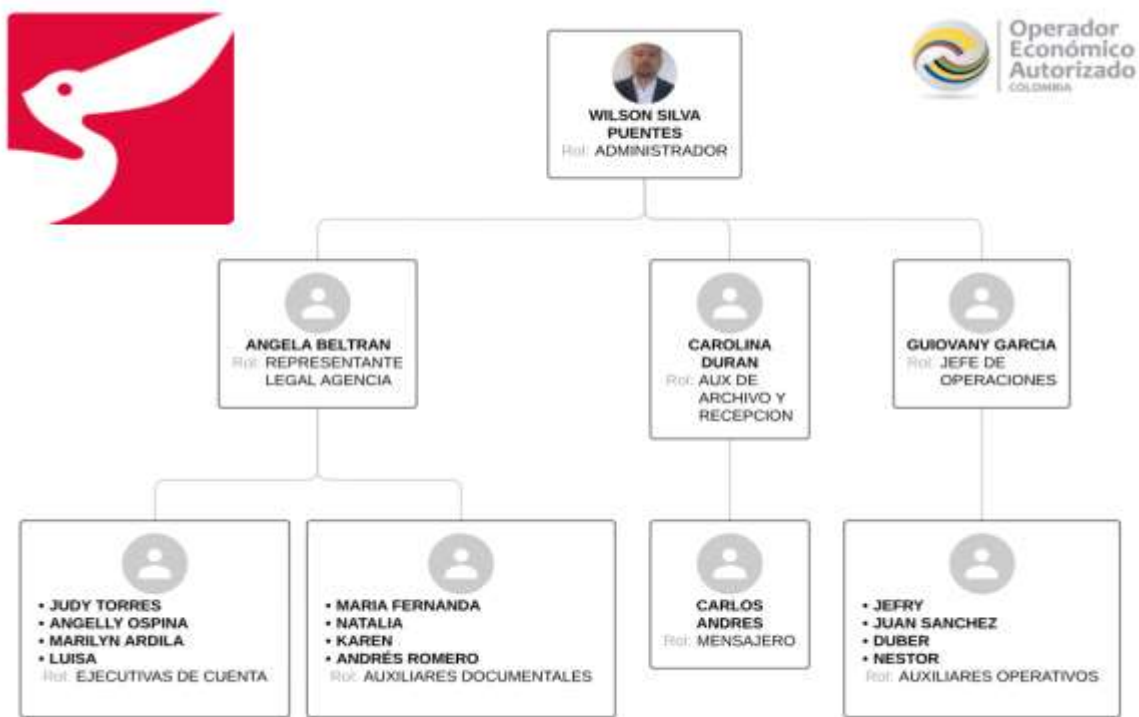 Operador
Económico
Autorizado
COLOMBIA
WILSON SILVA
PUENTES
Rol: ADMINISTRADOR
ANGELA BELTRAN
Rol: REPRESENTANTE
LEGAL AGENCIA
CAROLINA
DURAN
Rol: AUX DE
ARCHIVO Y
RECEPCION
GUIOVANY GARCIA
Rol: JEFE DE
OPERACIONES
• JUDY TORRES
• ANGELLY OSPINA
• MARILYN ARDILA
• LUISA
Rol: EJECUTIVAS DE CUENTA
• MARIA FERNANDA
• NATALIA
• KAREN
• ANDRÉS ROMERO
Rol: AUXILIARES DOCUMENTALES
CARLOS
ANDRES
Rol: MENSAJERO
• JEFRY
• JUAN SANCHEZ
• DUBER
• NESTOR
Rol: AUXILIARES OPERATIVOS